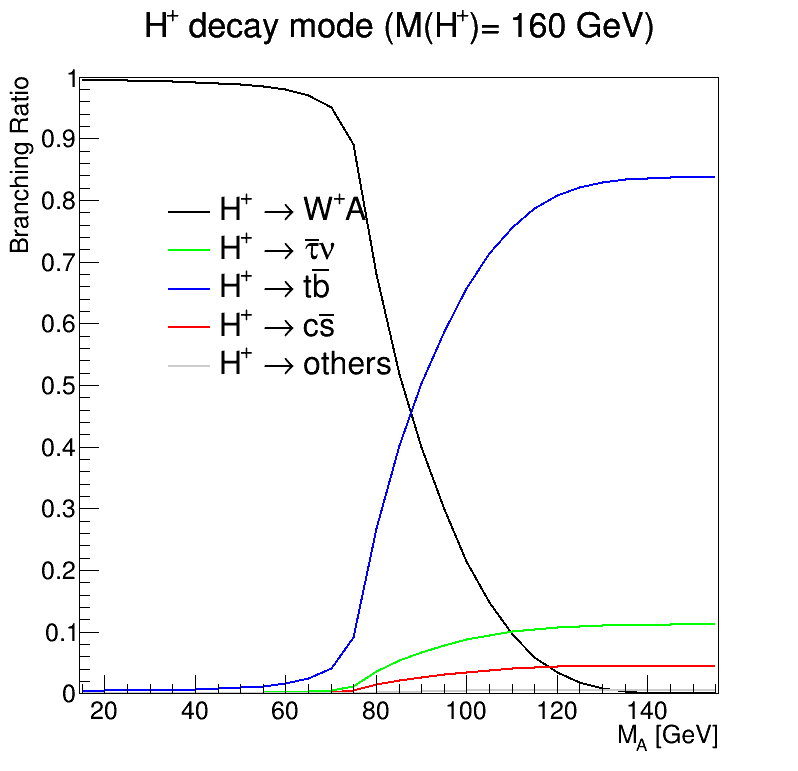 H⁺ decay mode (M(H⁺)= 160 GeV)
Branching Ratio
1
0.9
0.8
0.7
0.6
0.5
0.4
0.3
0.2
0.1
0
H⁺ → W⁺A
H⁺ → τ̅ν
H⁺ → tb̅
H⁺ → cs̅
H⁺ → others
20 40 60 80 100 120 140
M_A [GeV]